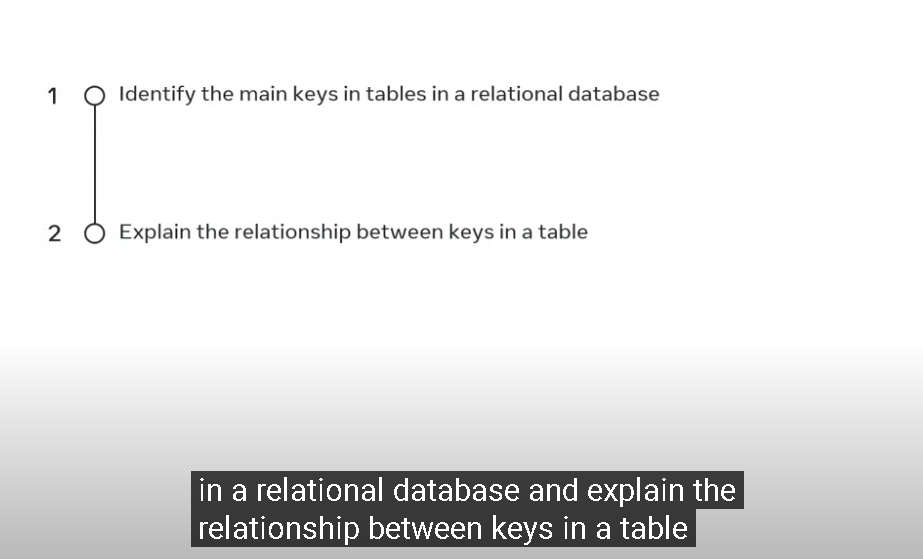 1 Identify the main keys in tables in a relational database
2 Explain the relationship between keys in a table
in a relational database and explain the
relationship between keys in a table